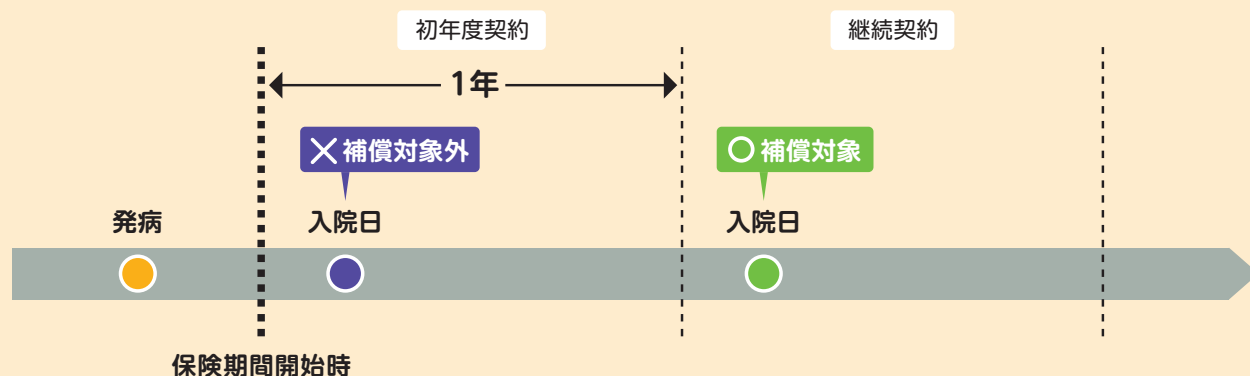 初年度契約
継続契約
1年
補償対象外
補償対象
発病
入院日
入院日
保険期間開始時